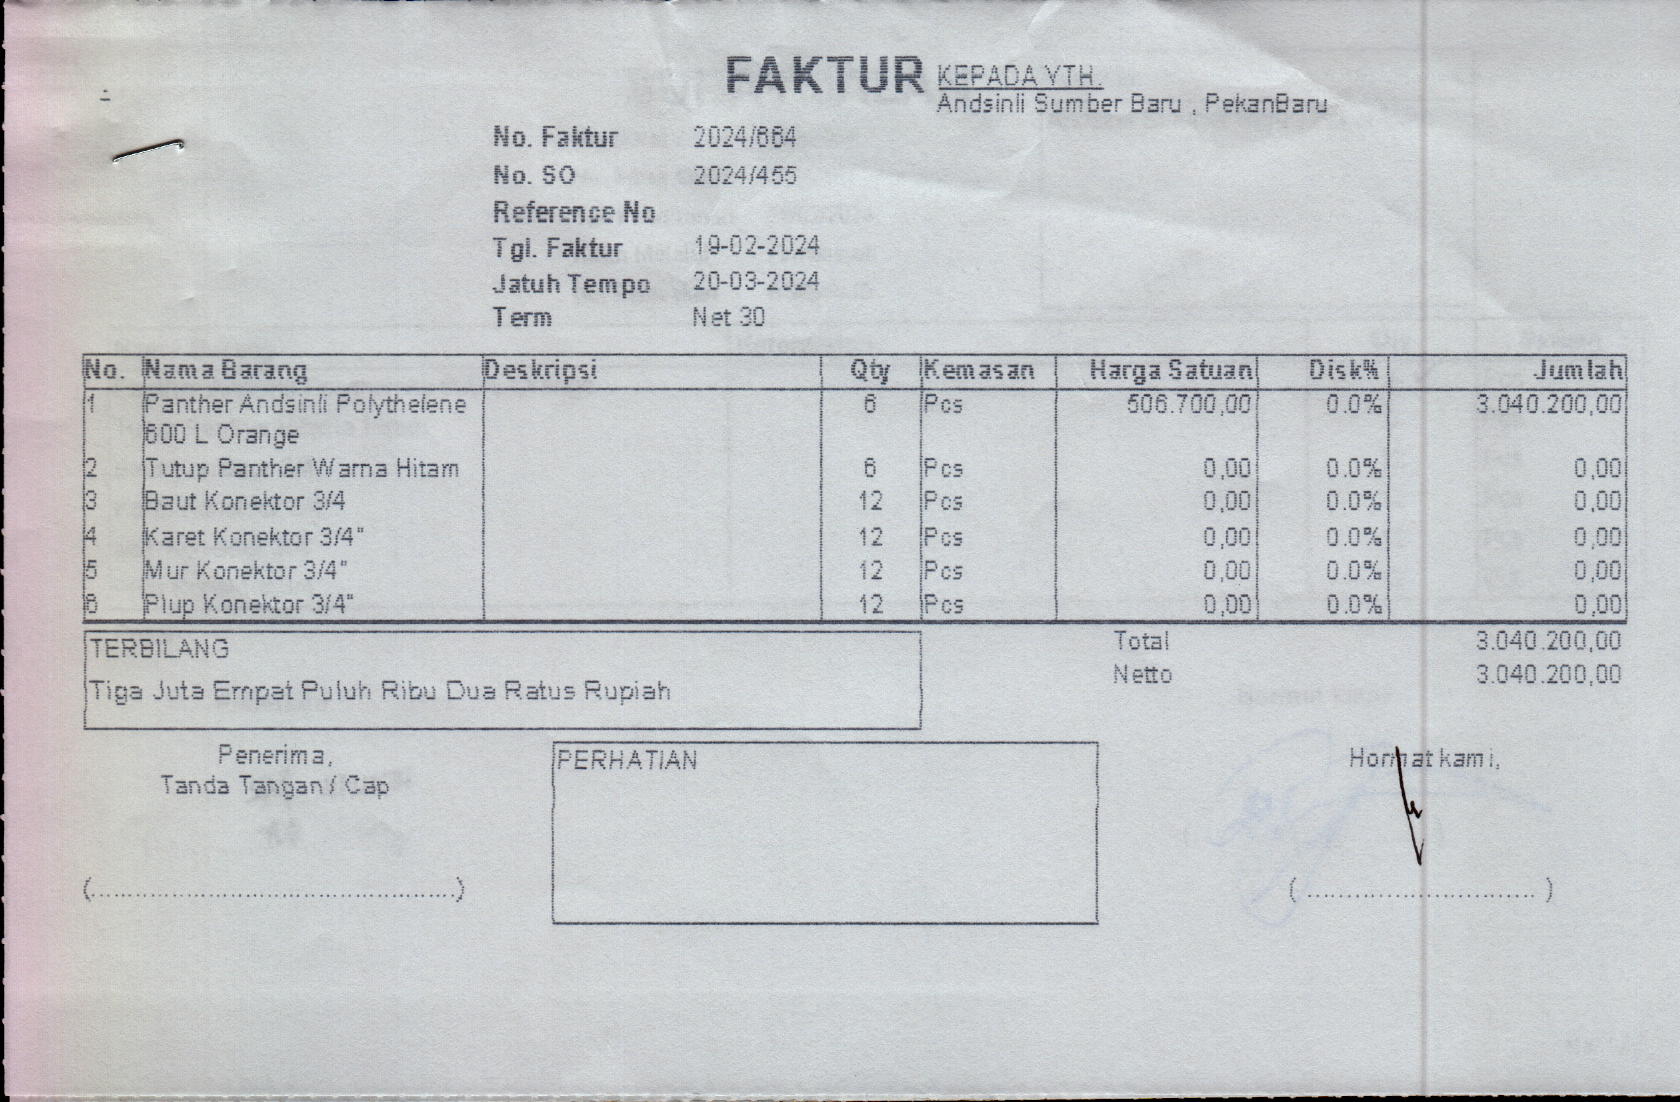 FAKTUR
KEPADA YTH.
Andsinli Sumber Baru , PekanBaru
No. Faktur 2024/664
No. SO 2024/455
Reference No
Tgl. Faktur 19-02-2024
Jatuh Tempo 20-03-2024
Term Net 30
No. Nama Barang Deskripsi Qty Kemasan Harga Satuan Disk% Jumlah
1 Panther Andsinli Polythelene 6 Pcs 506.700,00 0.0% 3.040.200,00
600 L Orange
2 Tutup Panther Warna Hitam 6 Pcs 0,00 0.0% 0,00
3 Baut Konektor 3/4 12 Pcs 0,00 0.0% 0,00
4 Karet Konektor 3/4" 12 Pcs 0,00 0.0% 0,00
5 Mur Konektor 3/4" 12 Pcs 0,00 0.0% 0,00
6 Plup Konektor 3/4" 12 Pcs 0,00 0.0% 0,00
TERBILANG
Tiga Juta Empat Puluh Ribu Dua Ratus Rupiah
Total 3.040.200,00
Netto 3.040.200,00
Penerima,
Tanda Tangan / Cap
PERHATIAN
Hormat kami,
(..............................................)
( ............................. )